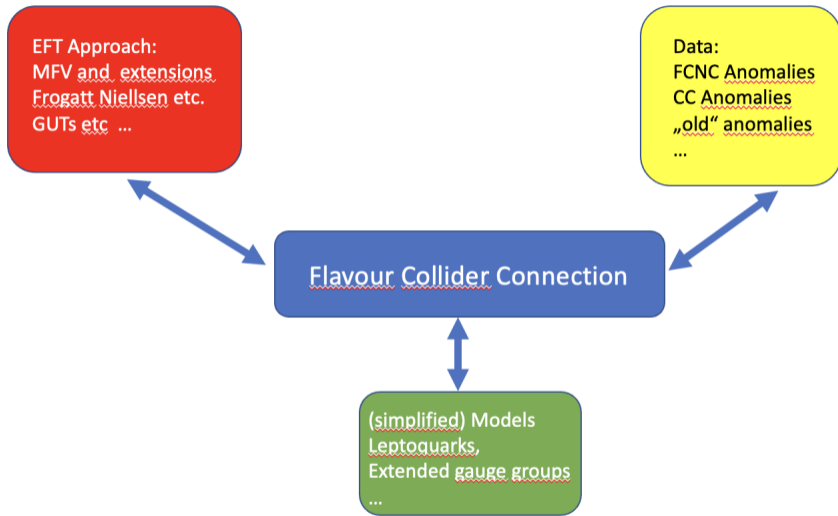 EFT Approach:
MFV and extensions
Frogatt Niellsen etc.
GUTs etc ...
Data:
FCNC Anomalies
CC Anomalies
„old“ anomalies
...
Flavour Collider Connection
(simplified) Models
Leptoquarks,
Extended gauge groups
...